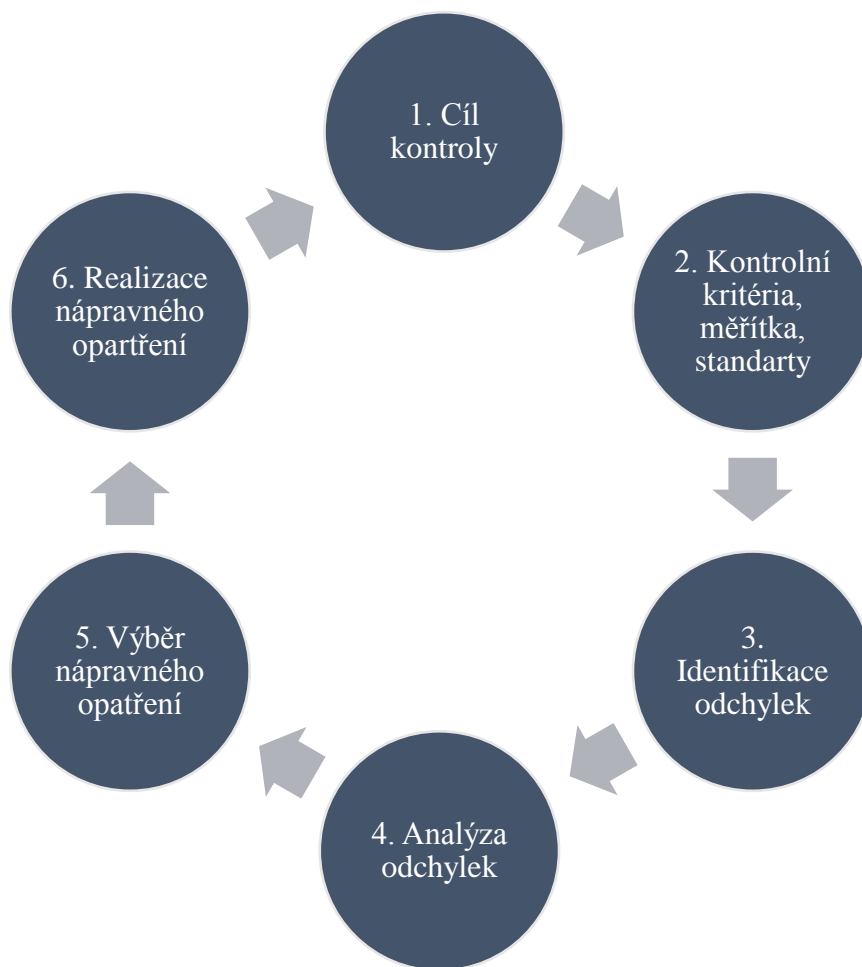 1. Cíl
kontroly
2. Kontrolní
kritéria,
měřítka,
standarty
3.
Identifikace
odchylek
4. Analýza
odchylek
5. Výběr
nápravného
opatření
6. Realizace
nápravného
opartření